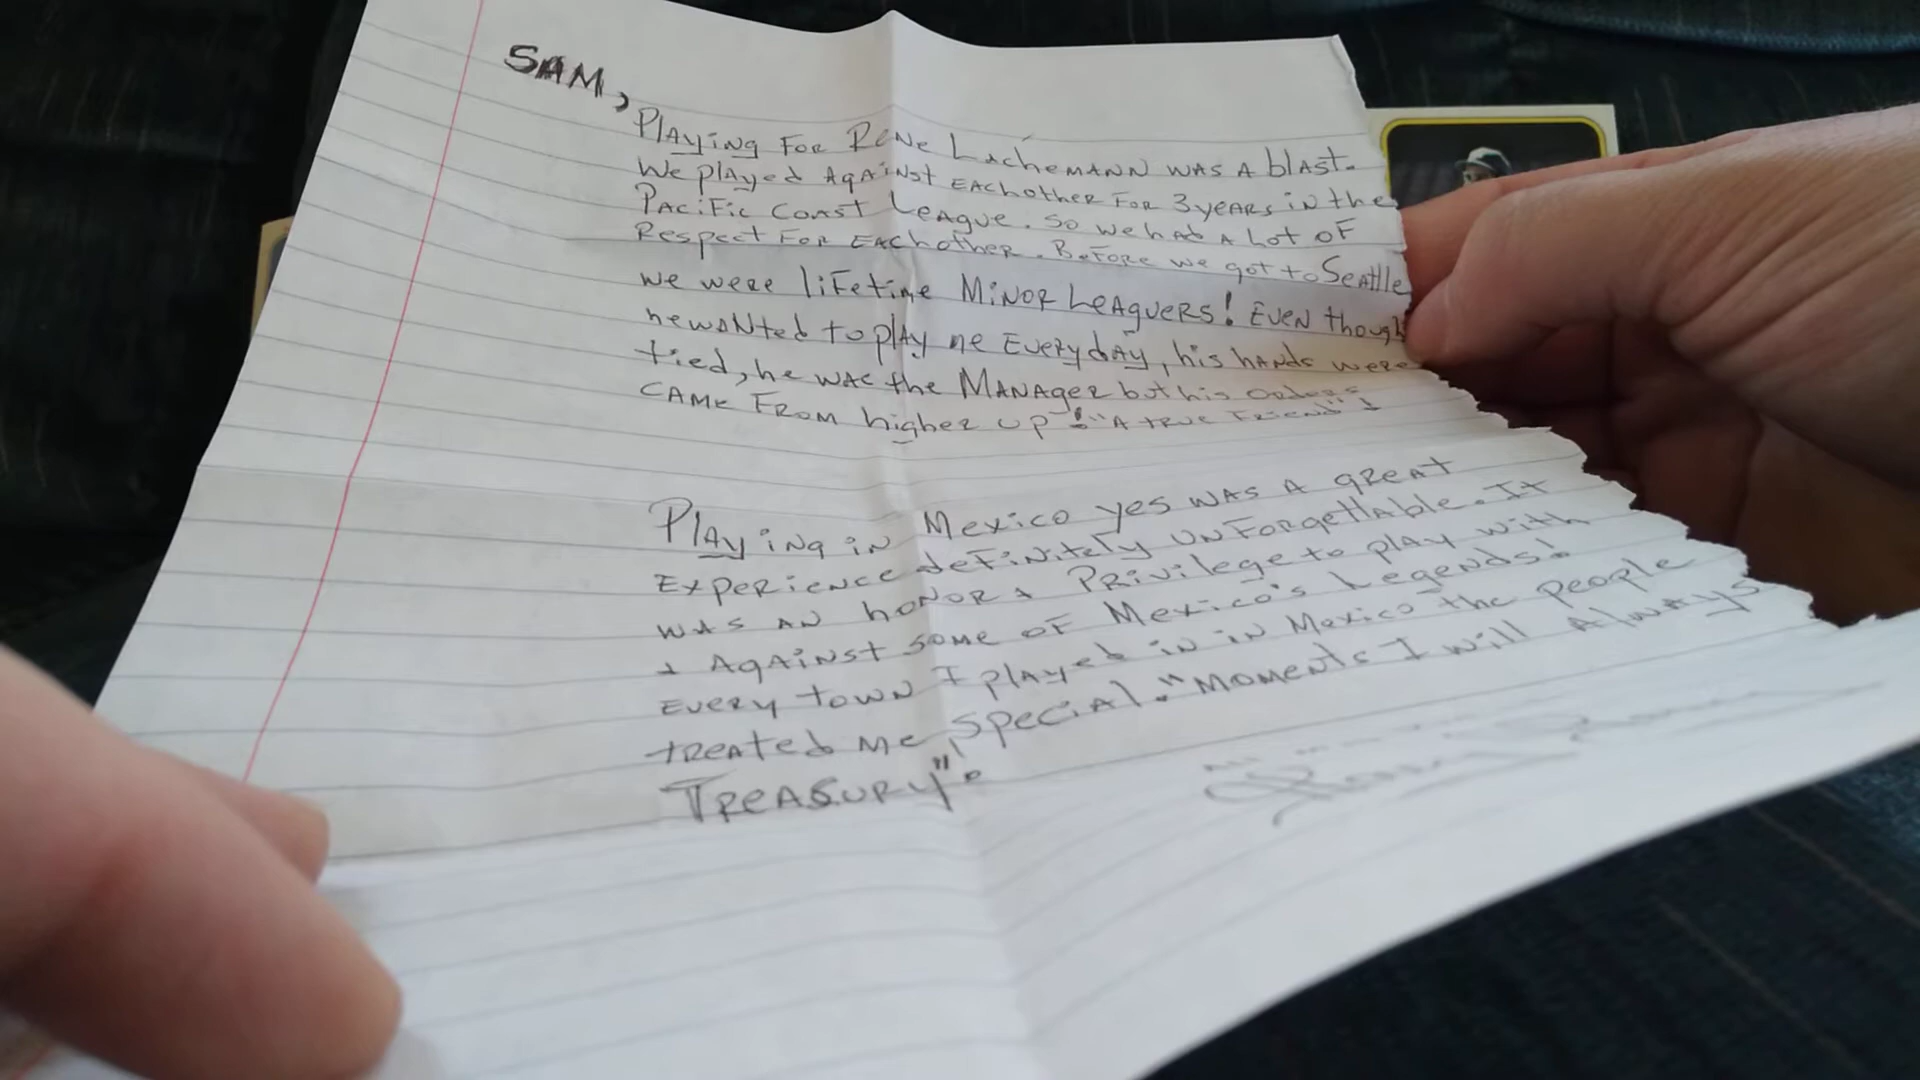 SAM,
Playing For Rene Lachemann was a blast.
We played against eachother for 3 years in the
Pacific Coast League. So we had a lot of
Respect for eachother. Before we got to Seattle
we were lifetime Minor Leaguers! Even though
he wanted to play me Everyday, his hands were
tied, he was the Manager but his orders
came from higher up! "A true Friend"!
Playing in Mexico yes was a great
Experience definitely unforgettable. It
was an honor & Privilege to play with
& against some of Mexico's Legends!
Every town I played in in Mexico the people
treated me special. "Moments I will always
Treasury".